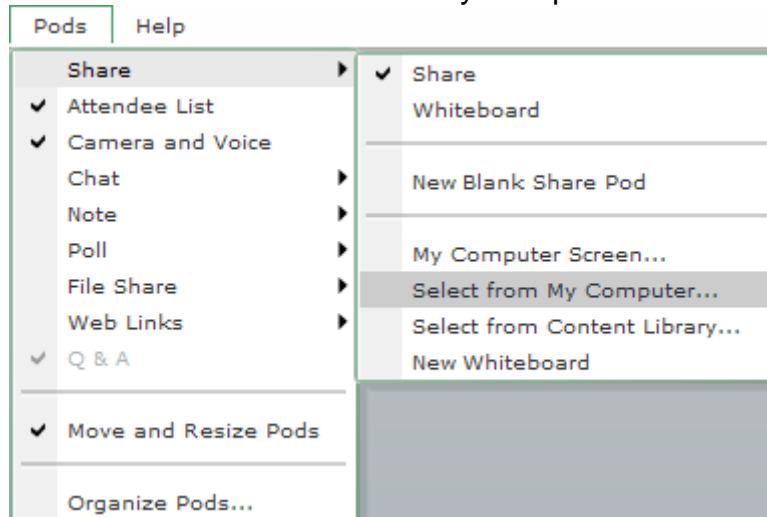 Pods Help
Share
Attendee List
Camera and Voice
Chat
Note
Poll
File Share
Web Links
Q & A
Move and Resize Pods
Organize Pods...
Share
Whiteboard
New Blank Share Pod
My Computer Screen...
Select from My Computer...
Select from Content Library...
New Whiteboard